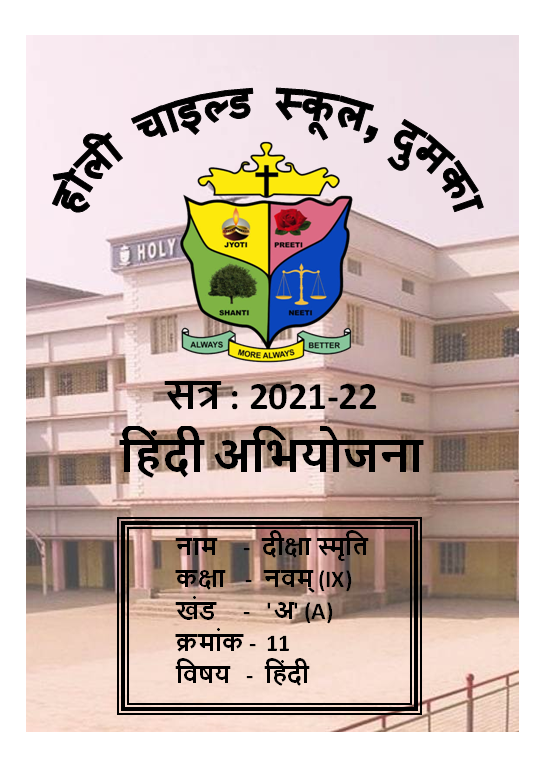 होली चाइल्ड स्कूल, दुमका
HOLY
JYOTI
PREETI
SHANTI
NEETI
ALWAYS
MORE ALWAYS
BETTER
सत्र : 2021-22
हिंदी अभियोजना
नाम - दीक्षा स्मृति
कक्षा - नवम् (IX)
खंड - 'अ' (A)
क्रमांक - 11
विषय - हिंदी